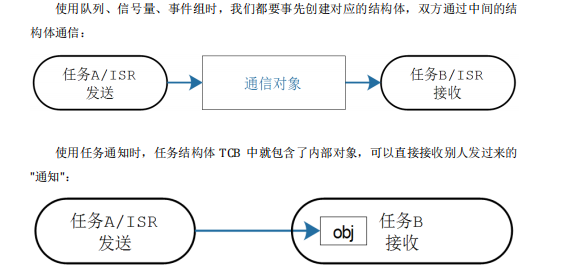 使用队列、信号量、事件组时，我们都要事先创建对应的结构体，双方通过中间的结
构体通信：
任务A/ISR
发送
通信对象
任务B/ISR
接收
使用任务通知时，任务结构体 TCB 中就包含了内部对象，可以直接接收别人发过来的
"通知"：
任务A/ISR
发送
obj
任务B
接收